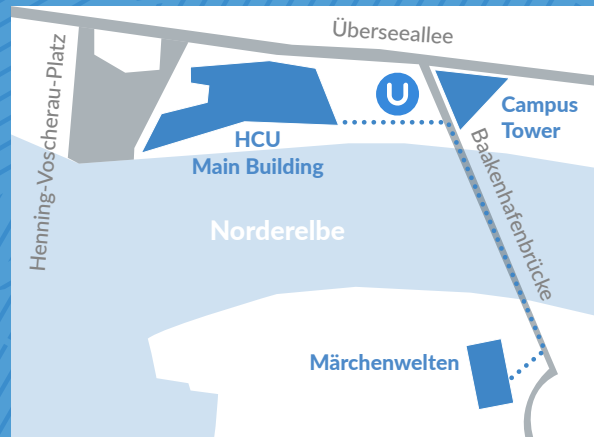 Überseeallee
Henning-Voscherau-Platz
U
Campus
Tower
HCU
Main Building
Baakenhafenbrücke
Norderelbe
Märchenwelten